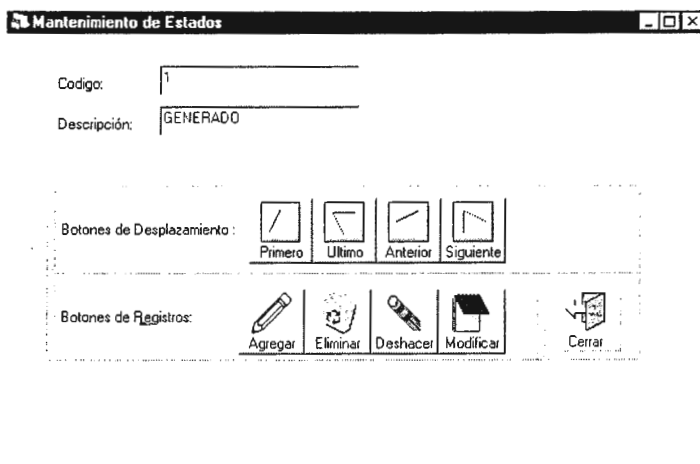 Mantenimiento de Estados
Codigo: 1
Descripción: GENERADO
Botones de Desplazamiento :
Primero Ultimo Anterior Siguiente
Botones de Registros:
Agregar Eliminar Deshacer Modificar Cerrar